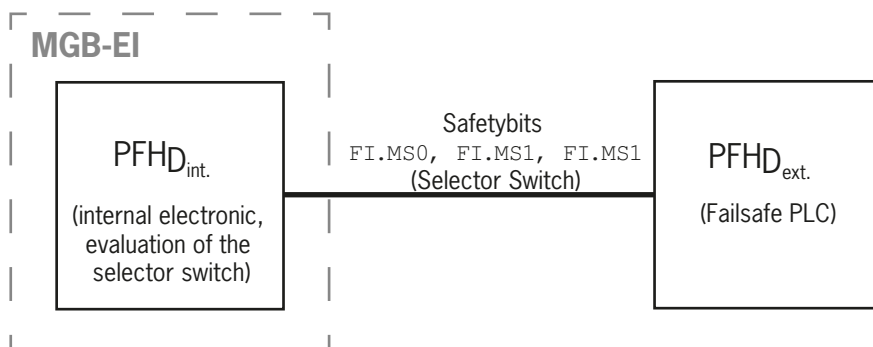 MGB-EI
PFHDint.
(internal electronic,
evaluation of the
selector switch)
Safetybits
FI.MS0, FI.MS1, FI.MS1
(Selector Switch)
PFHDext.
(Failsafe PLC)